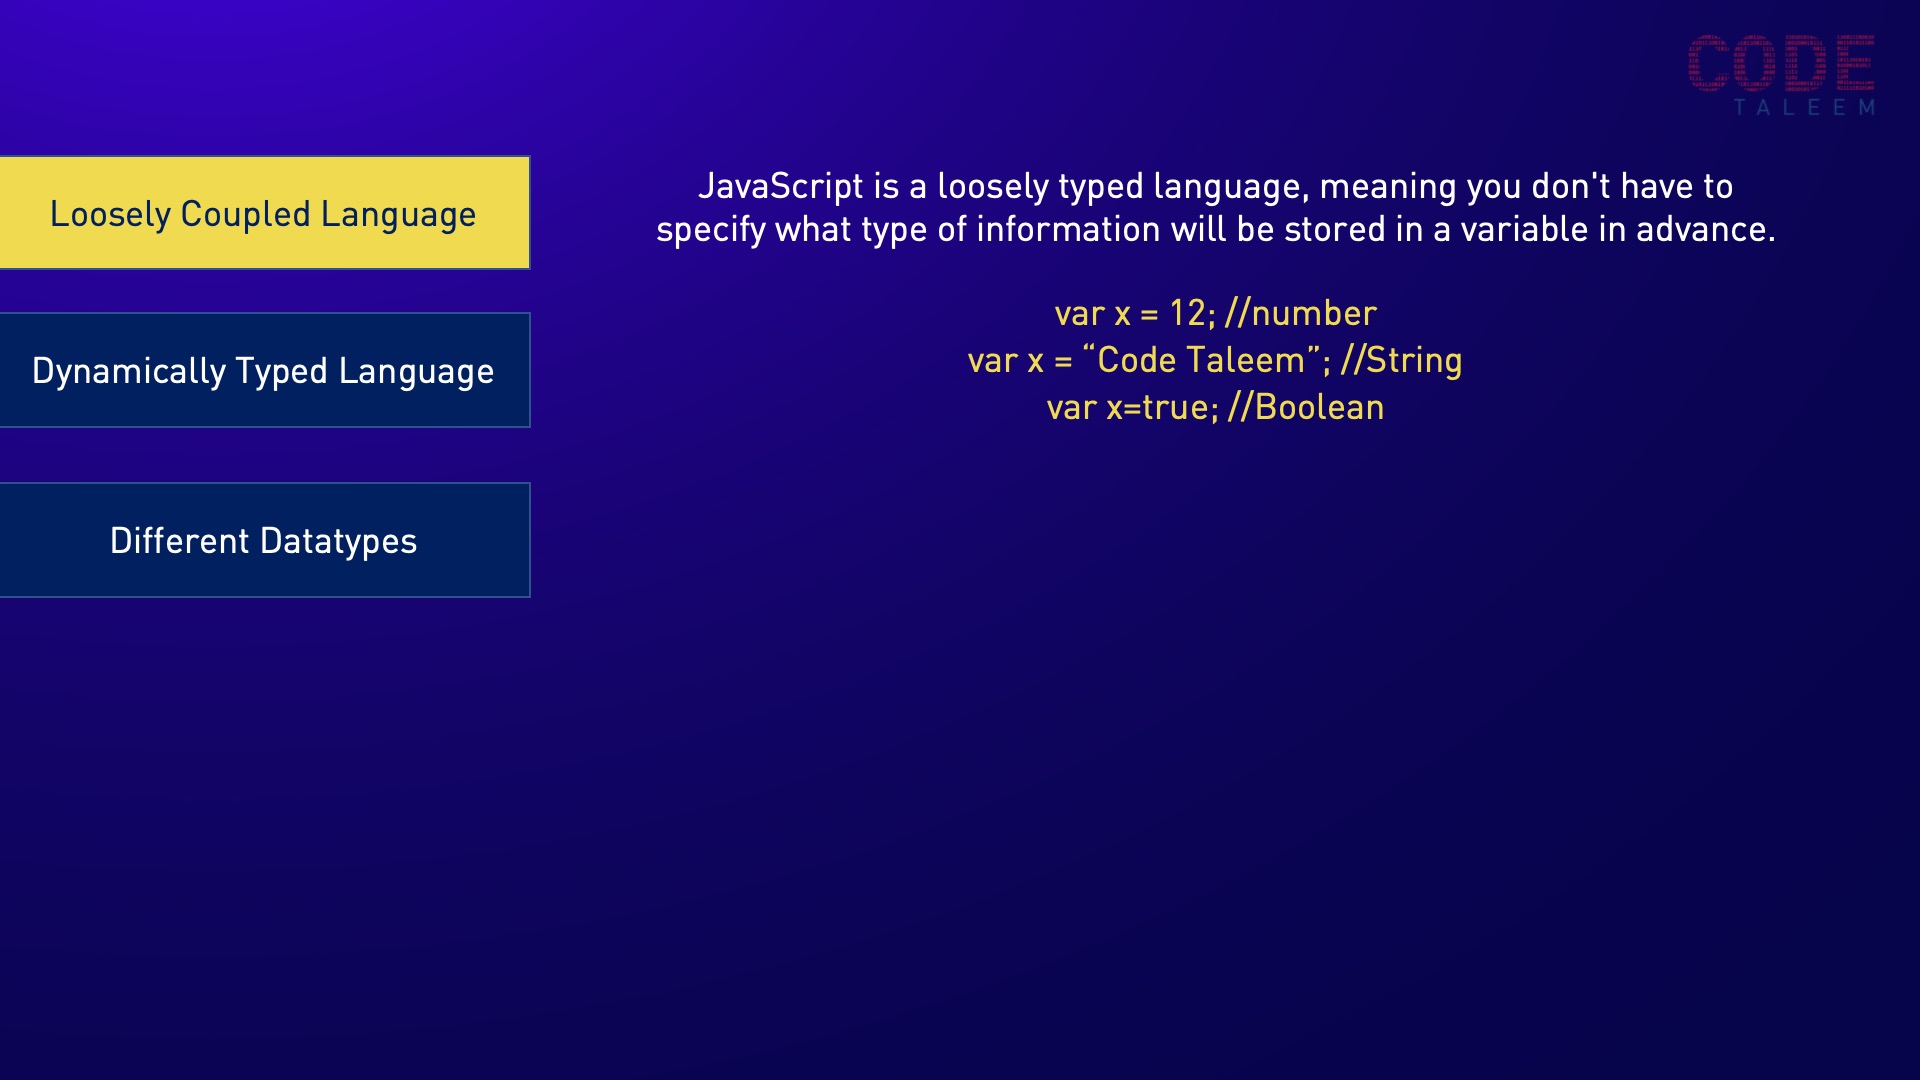 CODE
TALEEM
Loosely Coupled Language
Dynamically Typed Language
Different Datatypes
JavaScript is a loosely typed language, meaning you don't have to
specify what type of information will be stored in a variable in advance.
var x = 12; //number
var x = “Code Taleem”; //String
var x=true; //Boolean